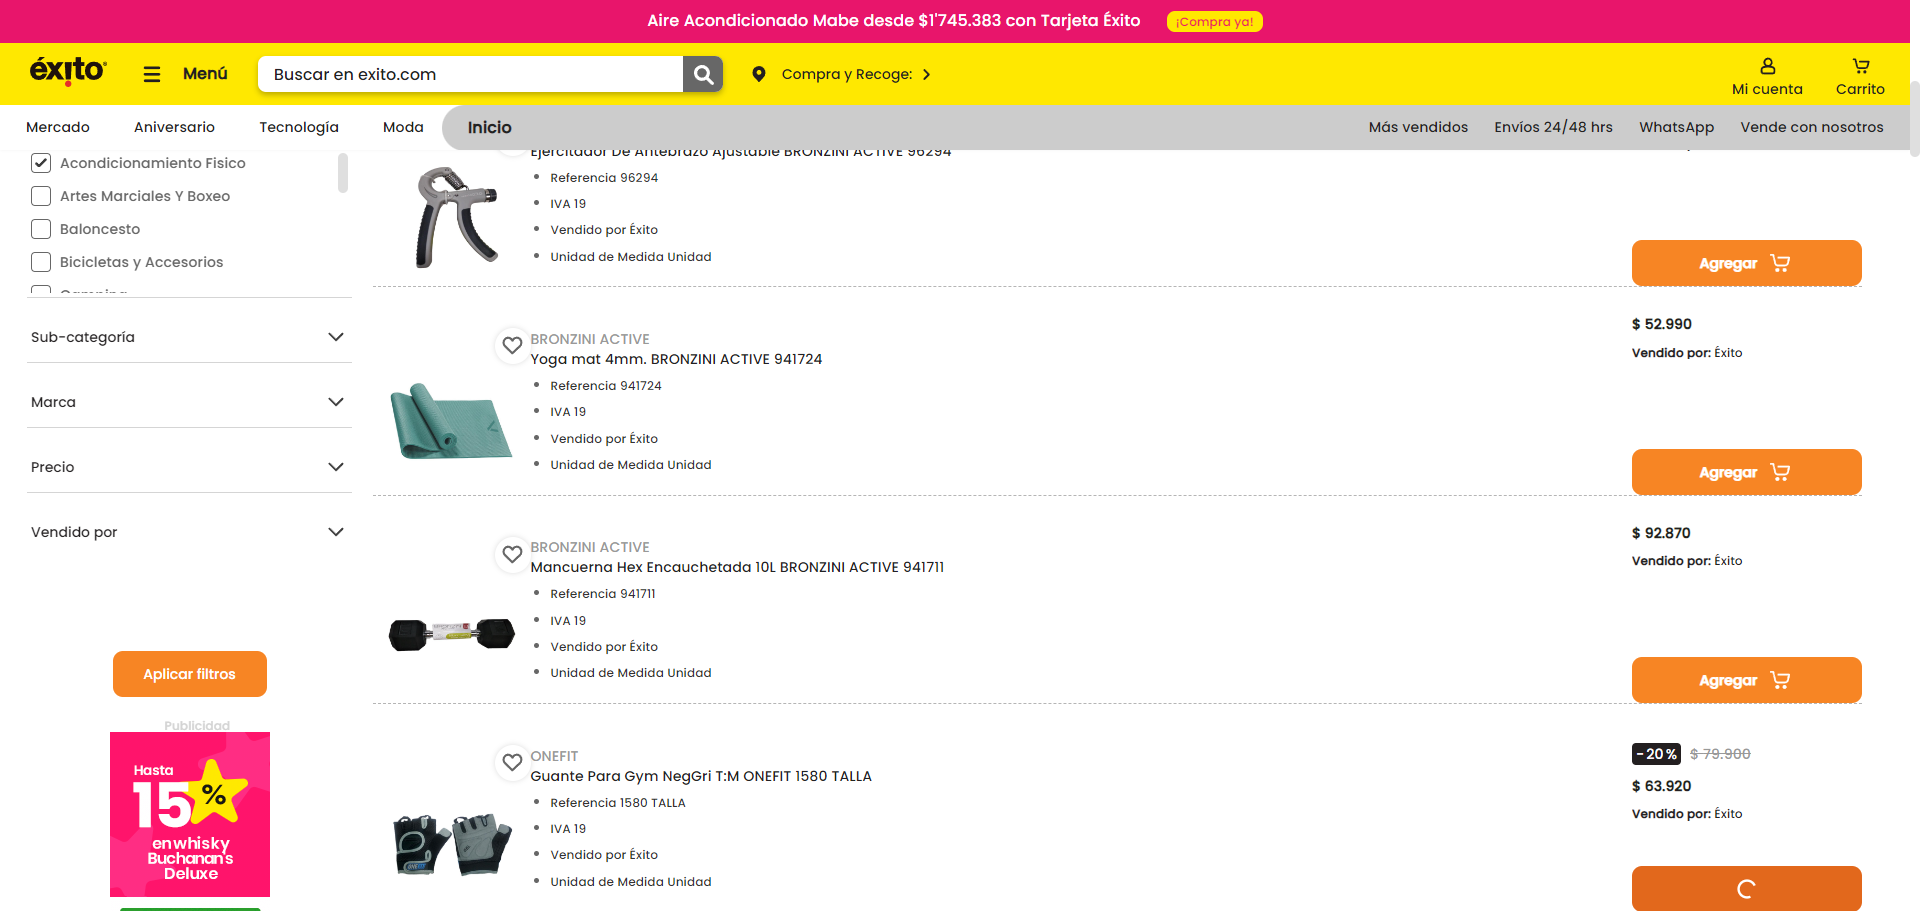 Aire Acondicionado Mabe desde $1'745.383 con Tarjeta Éxito
¡Compra ya!
éxito
Menú
Buscar en exito.com
Compra y Recoge:
Mi cuenta
Carrito
Mercado
Aniversario
Tecnología
Moda
Inicio
Más vendidos
Envíos 24/48 hrs
WhatsApp
Vende con nosotros
Acondicionamiento Fisico
Artes Marciales Y Boxeo
Baloncesto
Bicicletas y Accesorios
Camping
Sub-categoría
Marca
Precio
Vendido por
Aplicar filtros
Publicidad
Hasta
15%
en whisky
Buchanan's
Deluxe
Ejercitador De Antebrazo Ajustable BRONZINI ACTIVE 96294
Referencia 96294
IVA 19
Vendido por Éxito
Unidad de Medida Unidad
Agregar
BRONZINI ACTIVE
Yoga mat 4mm. BRONZINI ACTIVE 941724
Referencia 941724
IVA 19
Vendido por Éxito
Unidad de Medida Unidad
$ 52.990
Vendido por: Éxito
Agregar
BRONZINI ACTIVE
Mancuerna Hex Encauchetada 10L BRONZINI ACTIVE 941711
Referencia 941711
IVA 19
Vendido por Éxito
Unidad de Medida Unidad
$ 92.870
Vendido por: Éxito
Agregar
ONEFIT
Guante Para Gym NegGri T:M ONEFIT 1580 TALLA
Referencia 1580 TALLA
IVA 19
Vendido por Éxito
Unidad de Medida Unidad
-20% $ 79.900
$ 63.920
Vendido por: Éxito